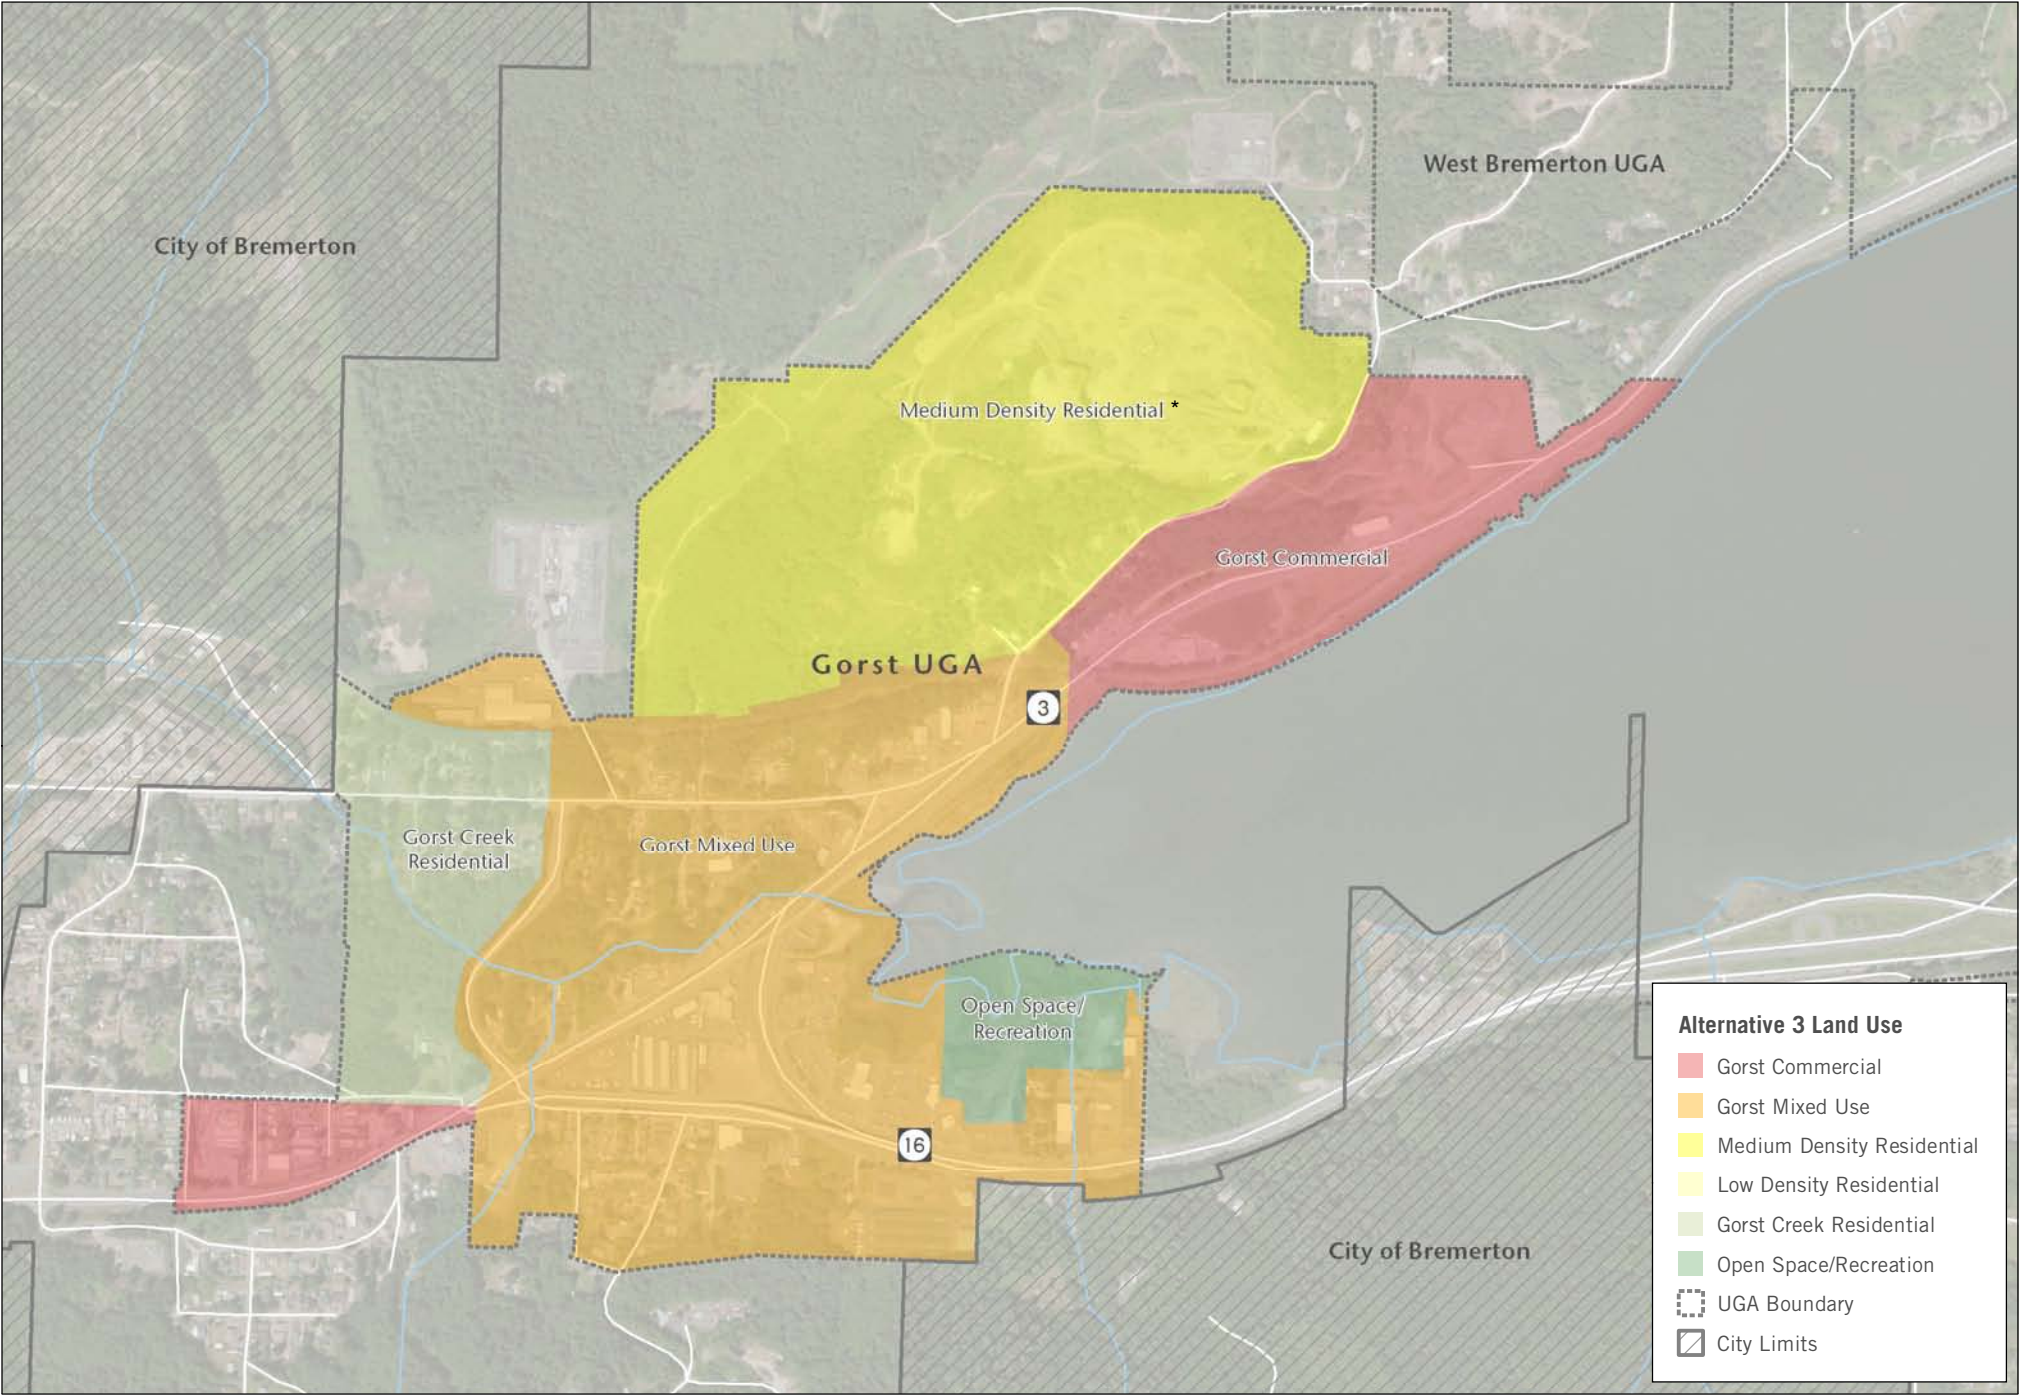 West Bremerton UGA
City of Bremerton
Medium Density Residential *
Gorst Commercial
Gorst UGA
3
Gorst Creek
Residential
Gorst Mixed Use
Open Space/
Recreation
16
City of Bremerton
Alternative 3 Land Use
Gorst Commercial
Gorst Mixed Use
Medium Density Residential
Low Density Residential
Gorst Creek Residential
Open Space/Recreation
UGA Boundary
City Limits